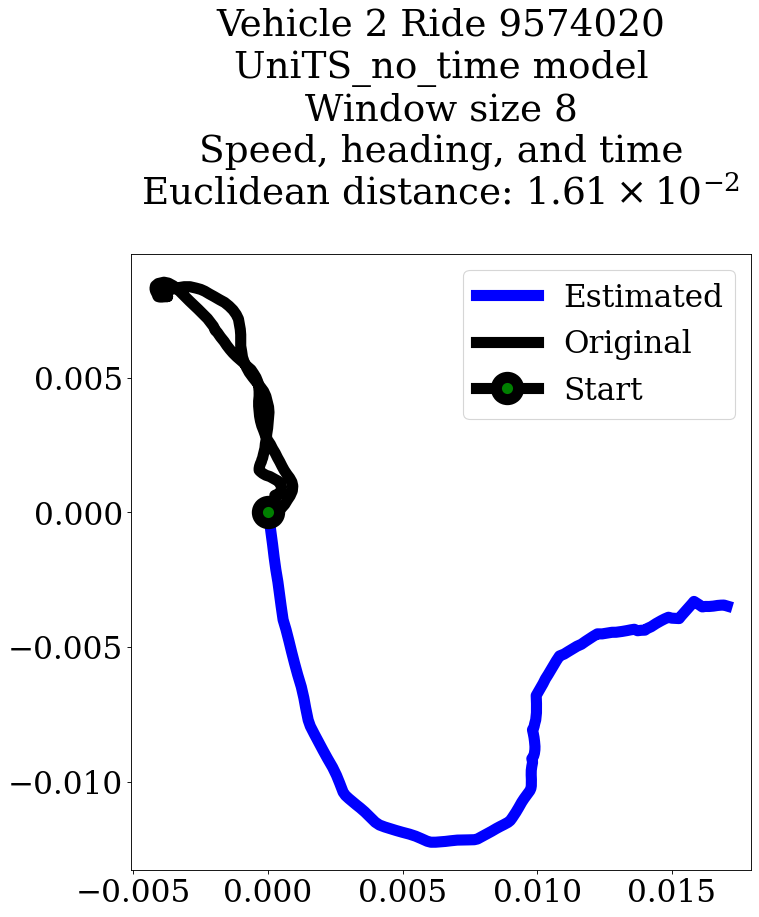 Vehicle 2 Ride 9574020
UniTS_no_time model
Window size 8
Speed, heading, and time
Euclidean distance: 1.61 × 10⁻²
Estimated
Original
Start
0.005
0.000
−0.005
−0.010
−0.005 0.000 0.005 0.010 0.015